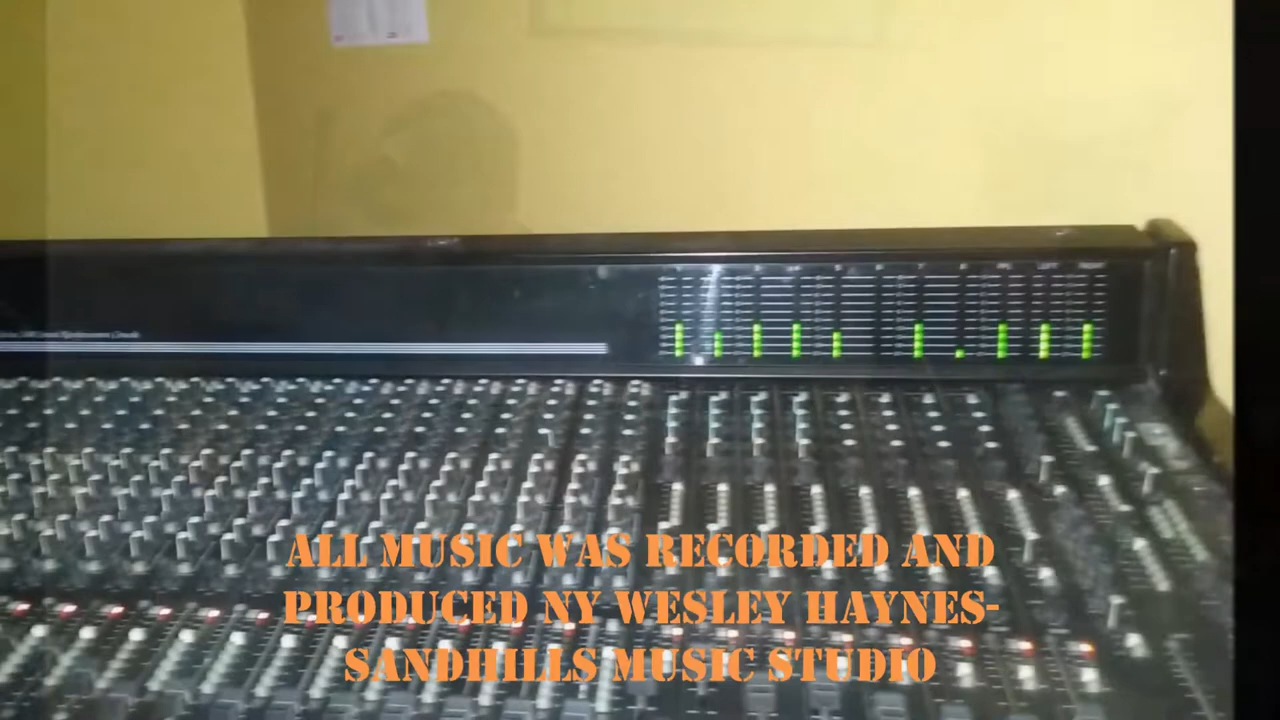 ALL MUSIC WAS RECORDED AND
PRODUCED NY WESLEY HAYNES-
SANDHILLS MUSIC STUDIO